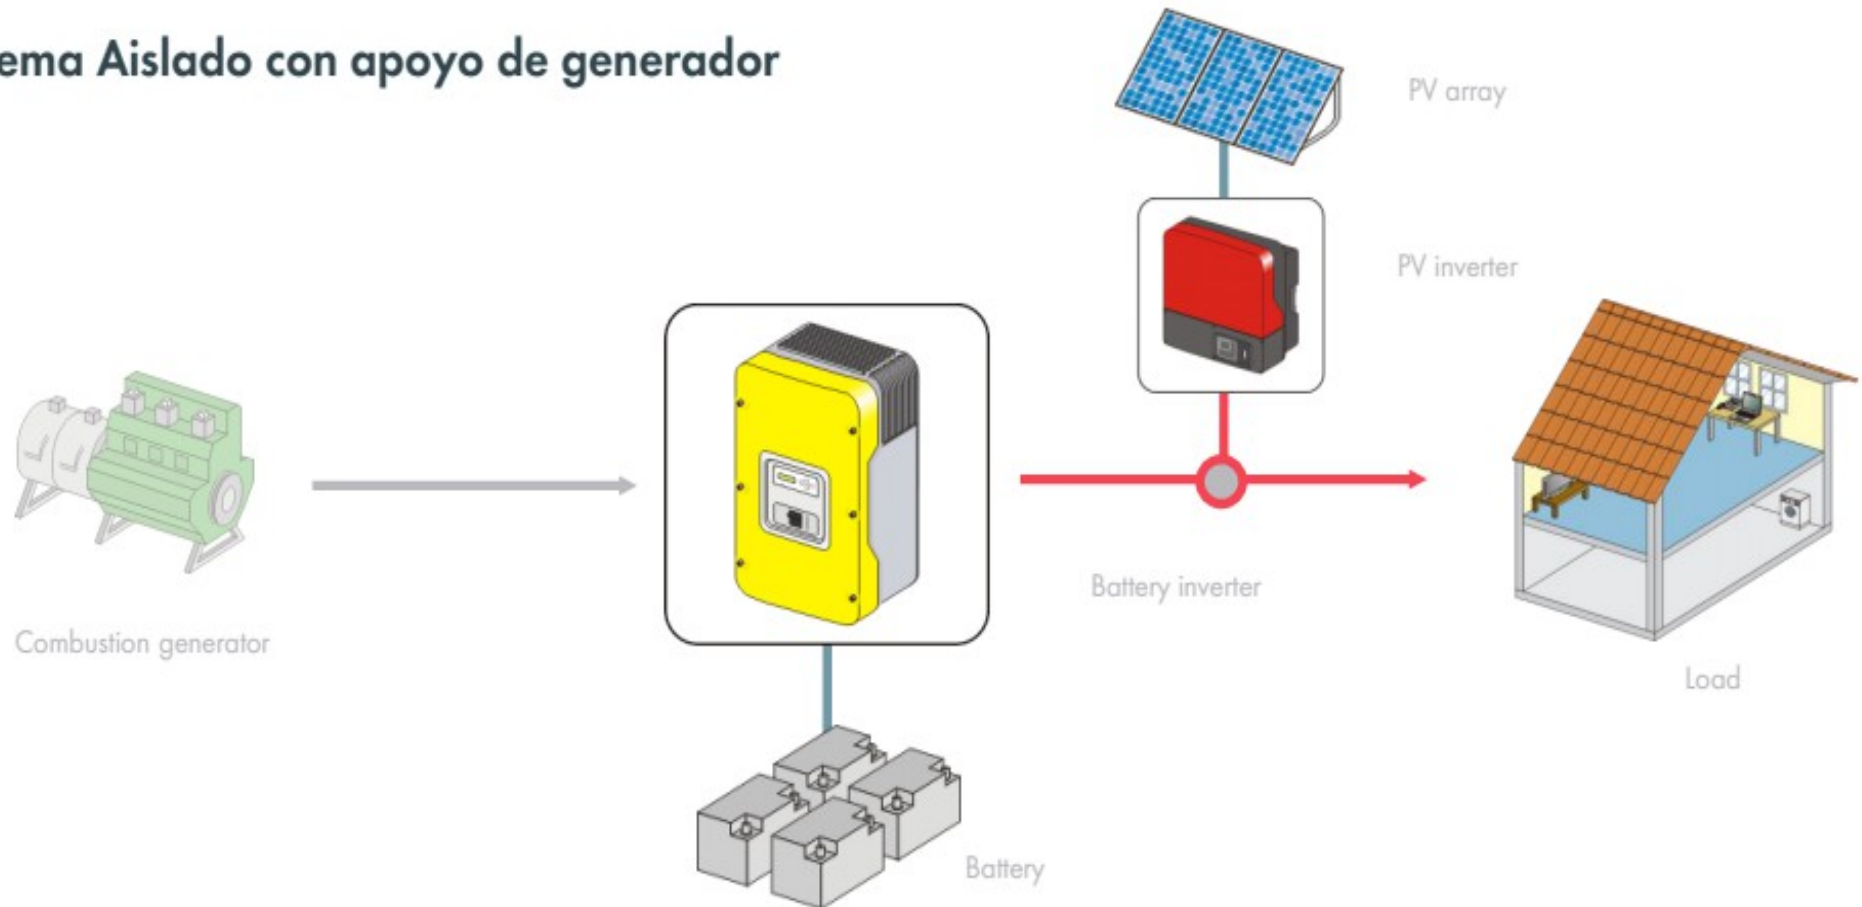 ema Aislado con apoyo de generador
PV array
PV inverter
Battery inverter
Combustion generator
Load
Battery